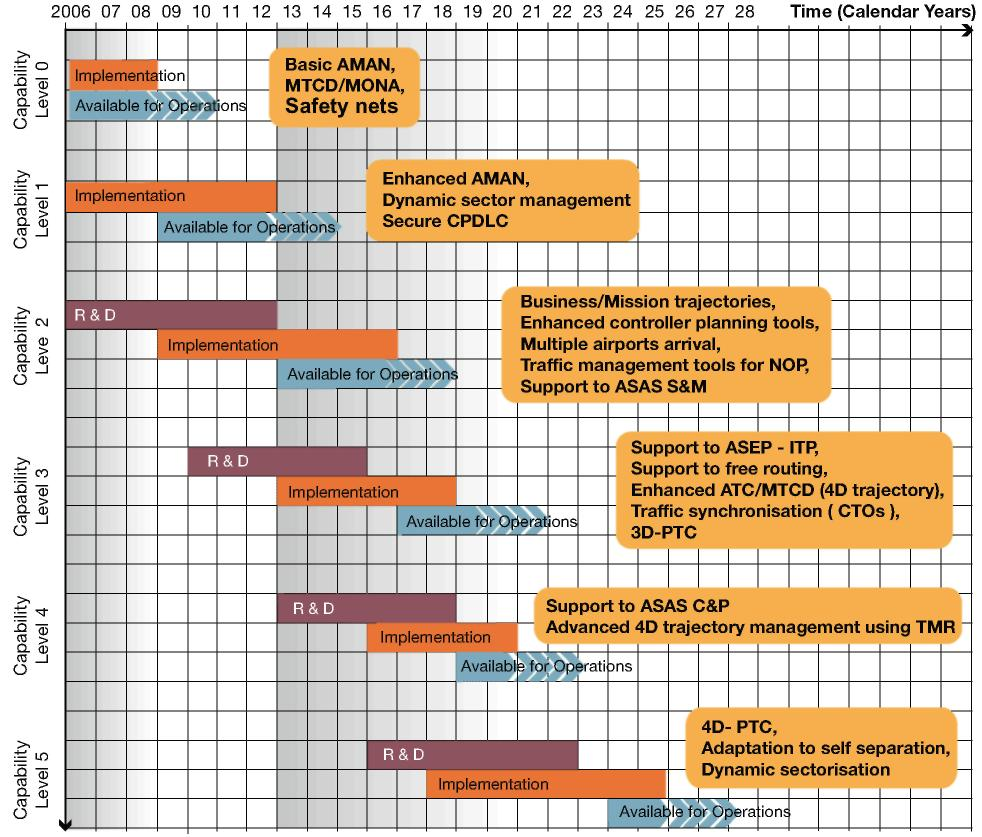 2006 07 08 09 10 11 12 13 14 15 16 17 18 19 20 21 22 23 24 25 26 27 28 Time (Calendar Years)
Capability
Level 0
Implementation
Available for Operations
Basic AMAN,
MTCD/MONA,
Safety nets
Capability
Level 1
Implementation
Available for Operations
Enhanced AMAN,
Dynamic sector management
Secure CPDLC
Capability
Leve 2
R & D
Implementation
Available for Operations
Business/Mission trajectories,
Enhanced controller planning tools,
Multiple airports arrival,
Traffic management tools for NOP,
Support to ASAS S&M
Capability
Level 3
R & D
Implementation
Available for Operations
Support to ASEP - ITP,
Support to free routing,
Enhanced ATC/MTCD (4D trajectory),
Traffic synchronisation ( CTOs ),
3D-PTC
Capability
Level 4
R & D
Implementation
Available for Operations
Support to ASAS C&P
Advanced 4D trajectory management using TMR
Capability
Level 5
R & D
Implementation
Available for Operations
4D- PTC,
Adaptation to self separation,
Dynamic sectorisation